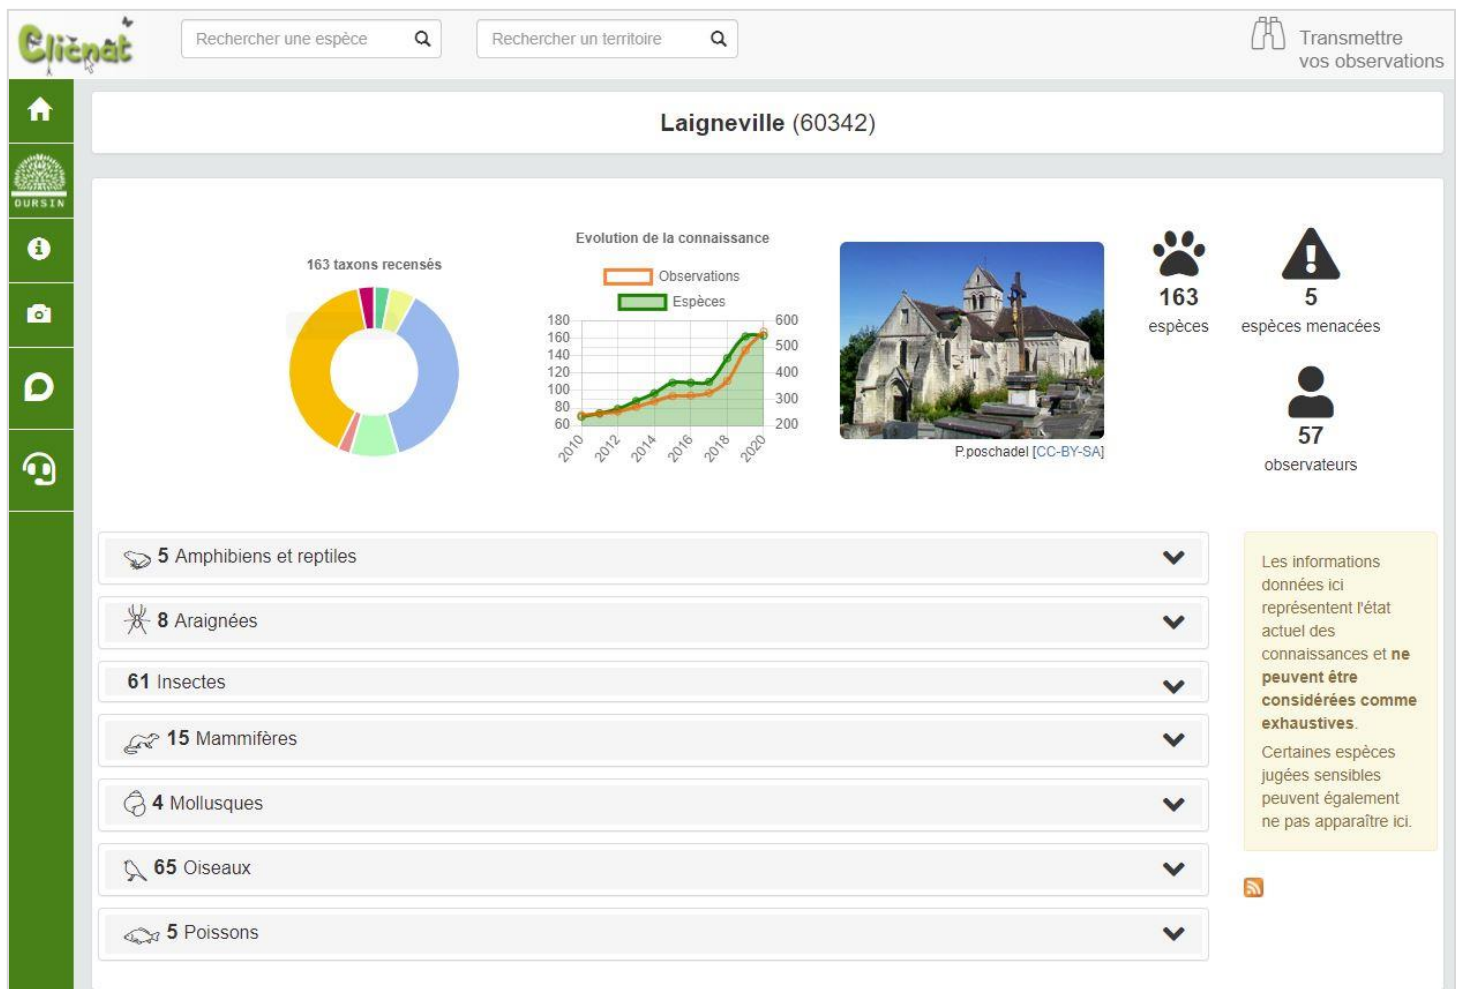 Clicnat
Rechercher une espèce
Rechercher un territoire
Transmettre
vos observations
OURSIN
Laigneville (60342)
163 taxons recensés
Evolution de la connaissance
Observations
Espèces
180
160
140
120
100
80
60
600
500
400
300
200
2010
2012
2014
2016
2018
2020
P.poschadel [CC-BY-SA]
163
espèces
5
espèces menacées
57
observateurs
5 Amphibiens et reptiles
8 Araignées
61 Insectes
15 Mammifères
4 Mollusques
65 Oiseaux
5 Poissons
Les informations
données ici
représentent l'état
actuel des
connaissances et ne
peuvent être
considérées comme
exhaustives.
Certaines espèces
jugées sensibles
peuvent également
ne pas apparaître ici.